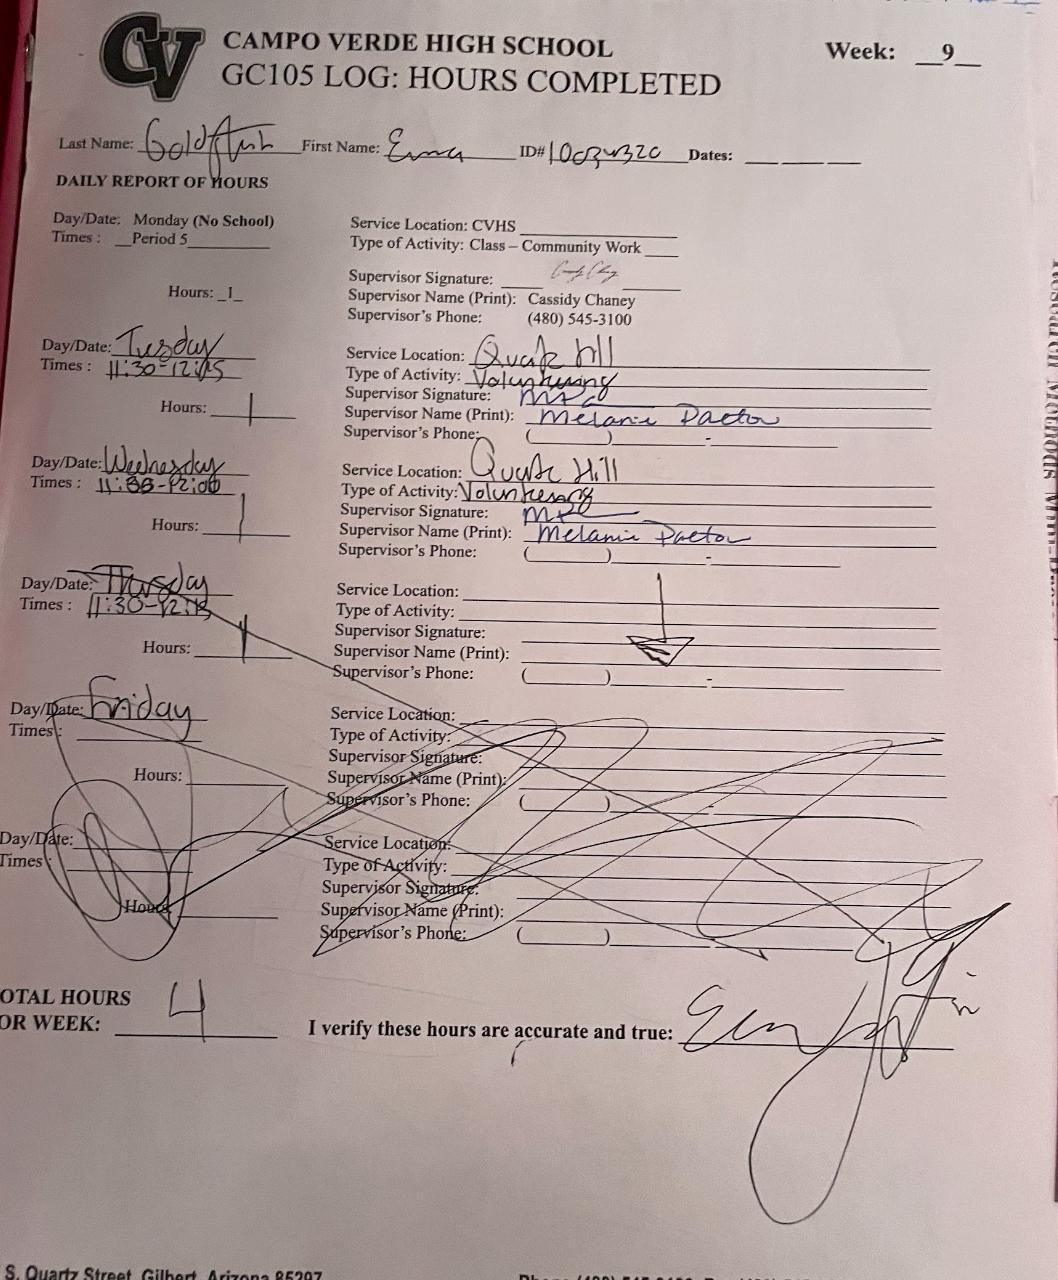 CV CAMPO VERDE HIGH SCHOOL Week: 9
GC105 LOG: HOURS COMPLETED
Last Name: First Name: Emma ID# Dates:
DAILY REPORT OF HOURS
Day/Date: Monday (No School)
Times : Period 5
Hours: 1
Service Location: CVHS
Type of Activity: Class – Community Work
Supervisor Signature:
Supervisor Name (Print): Cassidy Chaney
Supervisor's Phone: (480) 545-3100
Day/Date: Tuesday
Times : 11:30-12:15
Hours: 1
Service Location: Quartz Hill
Type of Activity: Volunteering
Supervisor Signature:
Supervisor Name (Print): Melanie Pactor
Supervisor's Phone: ( ) -
Day/Date: Wednesday
Times : 11:
Hours: 1
Service Location: Quartz Hill
Type of Activity: Volunteering
Supervisor Signature:
Supervisor Name (Print): Melanie Pactor
Supervisor's Phone: ( ) -
Day/Date: Thursday
Times : 11:30-12:15
Hours: 1
Service Location:
Type of Activity:
Supervisor Signature:
Supervisor Name (Print):
Supervisor's Phone: ( ) -
Day/Date: Friday
Times :
Hours:
Service Location:
Type of Activity:
Supervisor Signature:
Supervisor Name (Print):
Supervisor's Phone: ( ) -
Day/Date:
Times
Hours
Service Location:
Type of Activity:
Supervisor Signature:
Supervisor Name (Print):
Supervisor's Phone: ( ) -
OTAL HOURS
OR WEEK: 4
I verify these hours are accurate and true:
S. Quartz Street, Gilbert, Arizona 85297